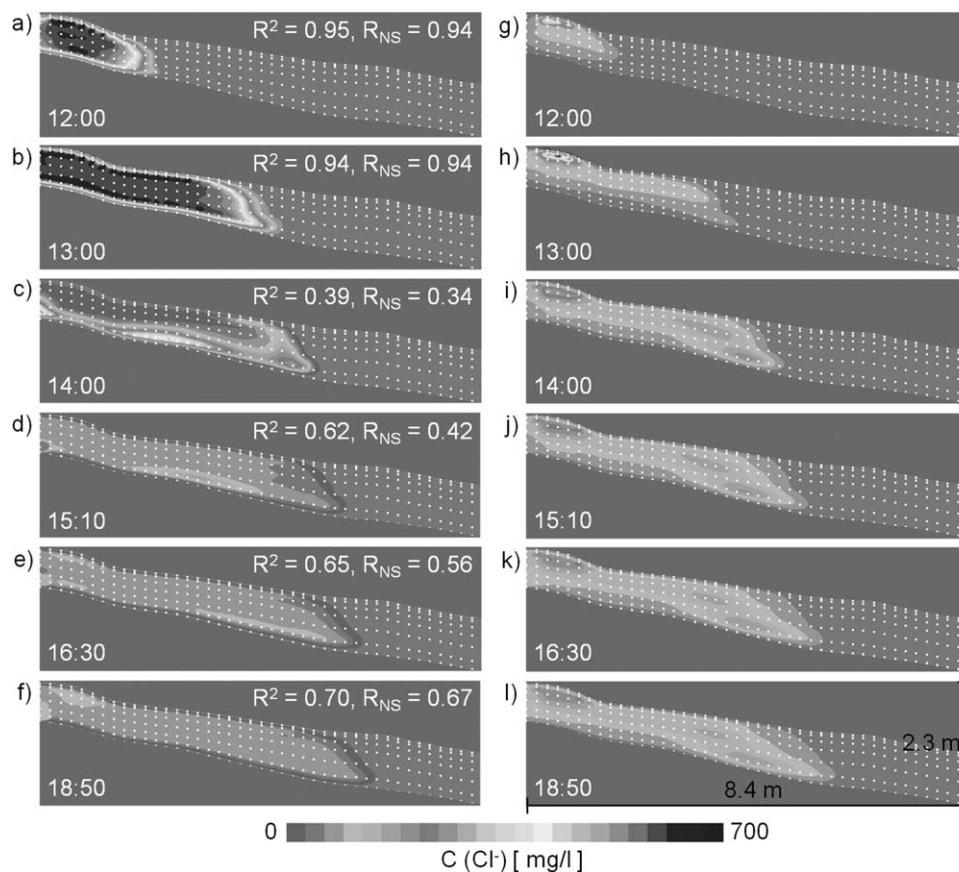 a)
R² = 0.95, R_NS = 0.94
12:00
b)
R² = 0.94, R_NS = 0.94
13:00
c)
R² = 0.39, R_NS = 0.34
14:00
d)
R² = 0.62, R_NS = 0.42
15:10
e)
R² = 0.65, R_NS = 0.56
16:30
f)
R² = 0.70, R_NS = 0.67
18:50
g)
12:00
h)
13:00
i)
14:00
j)
15:10
k)
16:30
l)
2.3 m
18:50
8.4 m
0 700
C (Cl⁻) [ mg/l ]